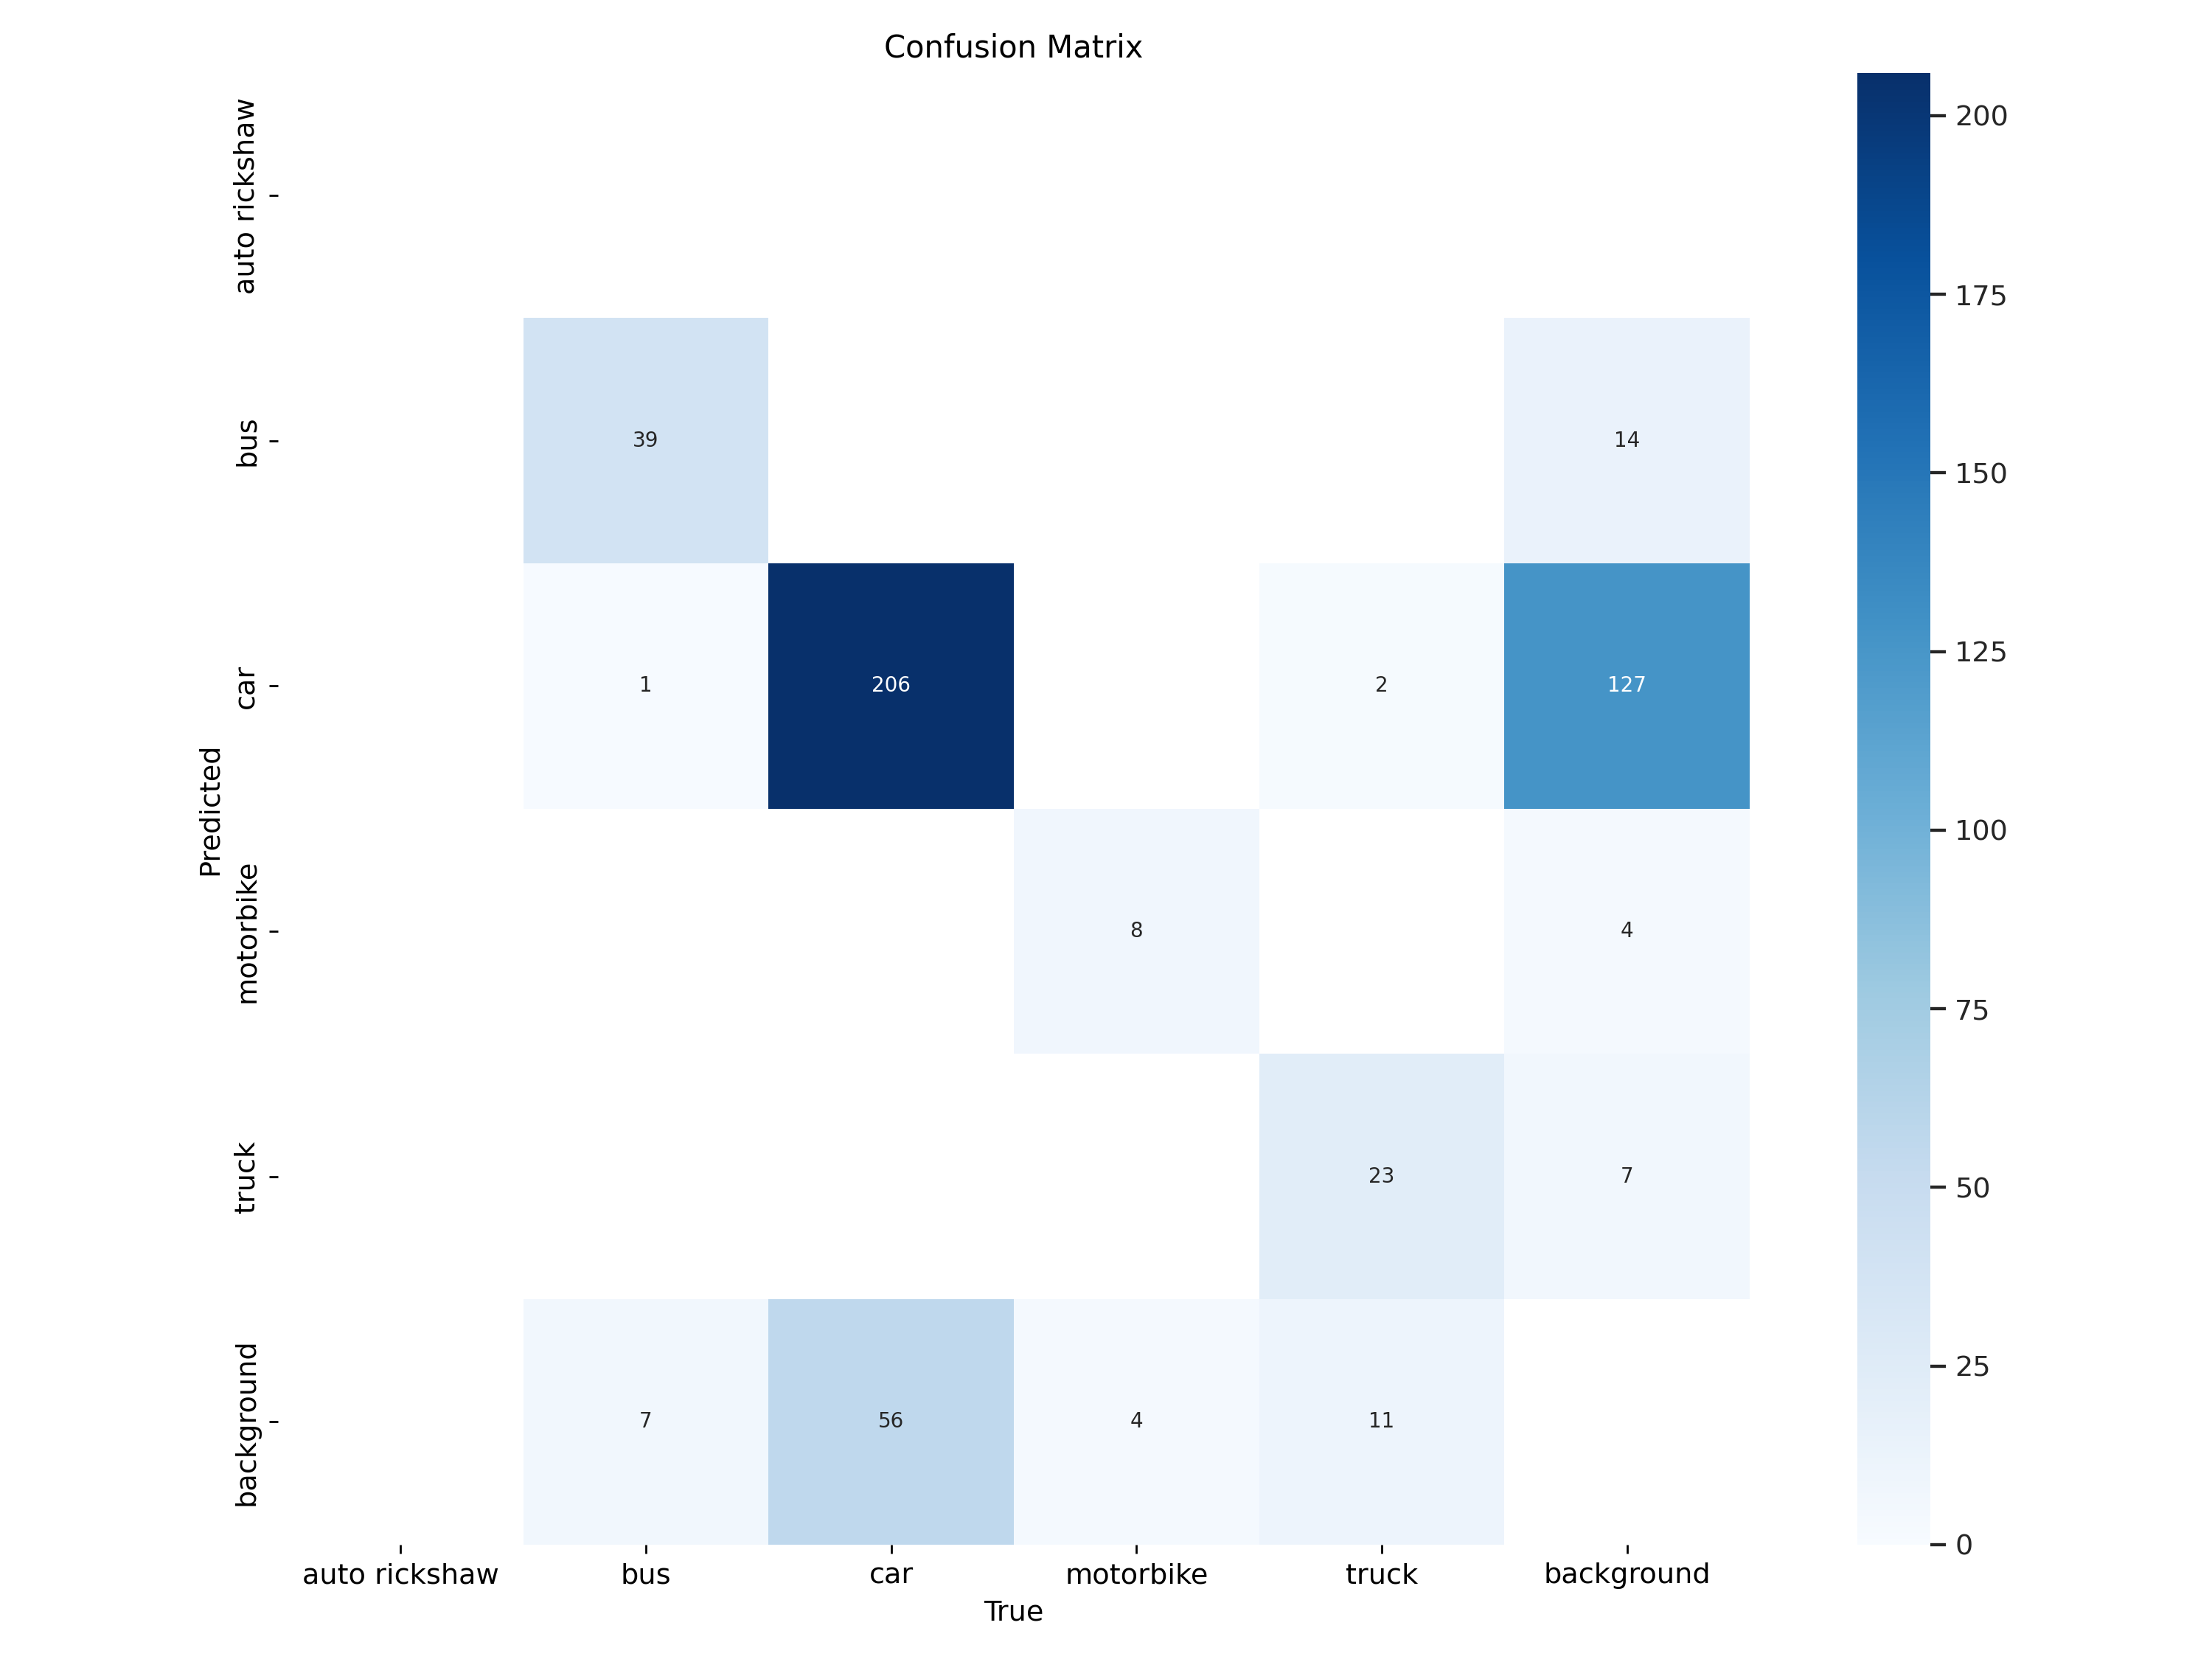 Confusion Matrix
auto rickshaw
bus
car
motorbike
truck
background
Predicted
39 14
1 206 2 127
8 4
23 7
7 56 4 11
auto rickshaw bus car motorbike truck background
True
200
175
150
125
100
75
50
25
0